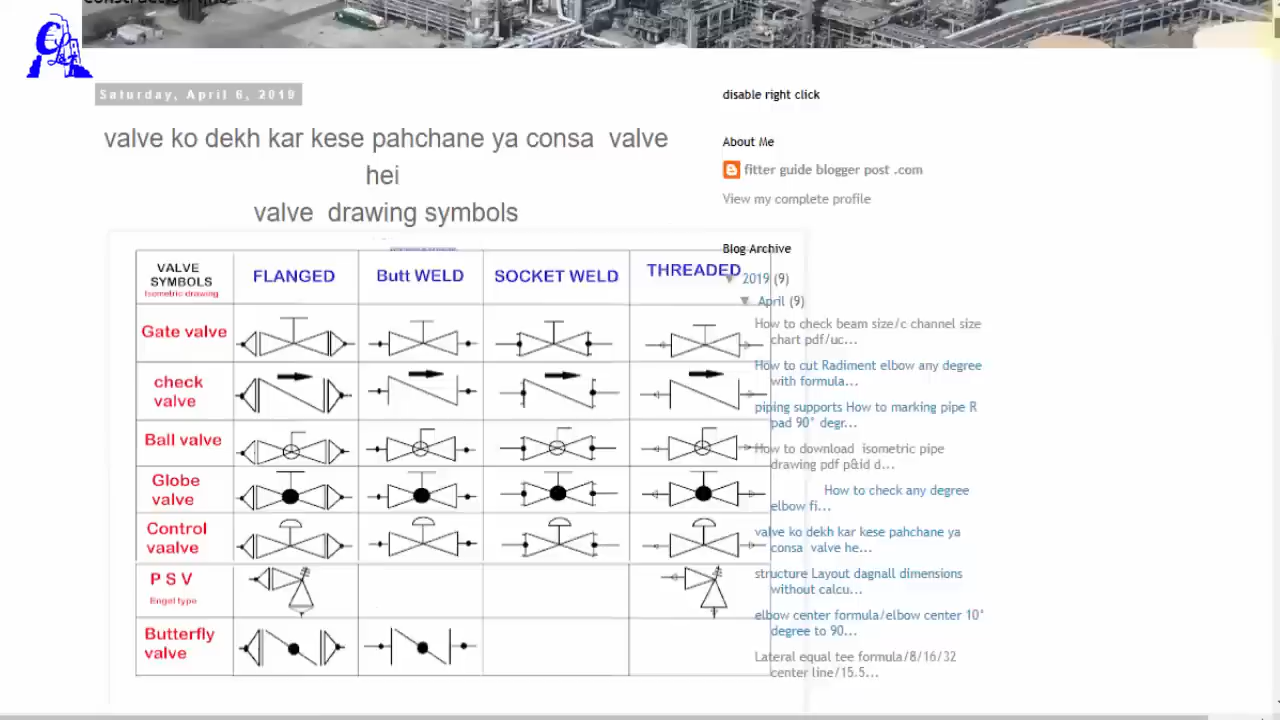 Saturday, April 6, 2019
valve ko dekh kar kese pahchane ya consa valve
hei
valve drawing symbols
VALVE
SYMBOLS
Isometric drawing
FLANGED
Butt WELD
SOCKET WELD
THREADED
Gate valve
check
valve
Ball valve
Globe
valve
Control
vaalve
P S V
Engel type
Butterfly
valve
disable right click
About Me
fitter guide blogger post .com
View my complete profile
Blog Archive
▼ 2019 (9)
▼ April (9)
How to check beam size/c channel size
chart pdf/uc...
How to cut Radiment elbow any degree
with formula...
piping supports How to marking pipe R
pad 90° degr...
How to download isometric pipe
drawing pdf p&id d...
How to check any degree
elbow fi...
valve ko dekh kar kese pahchane ya
consa valve he...
structure Layout dagnall dimensions
without calcu...
elbow center formula/elbow center 10°
degree to 90...
Lateral equal tee formula/8/16/32
center line/15.5...